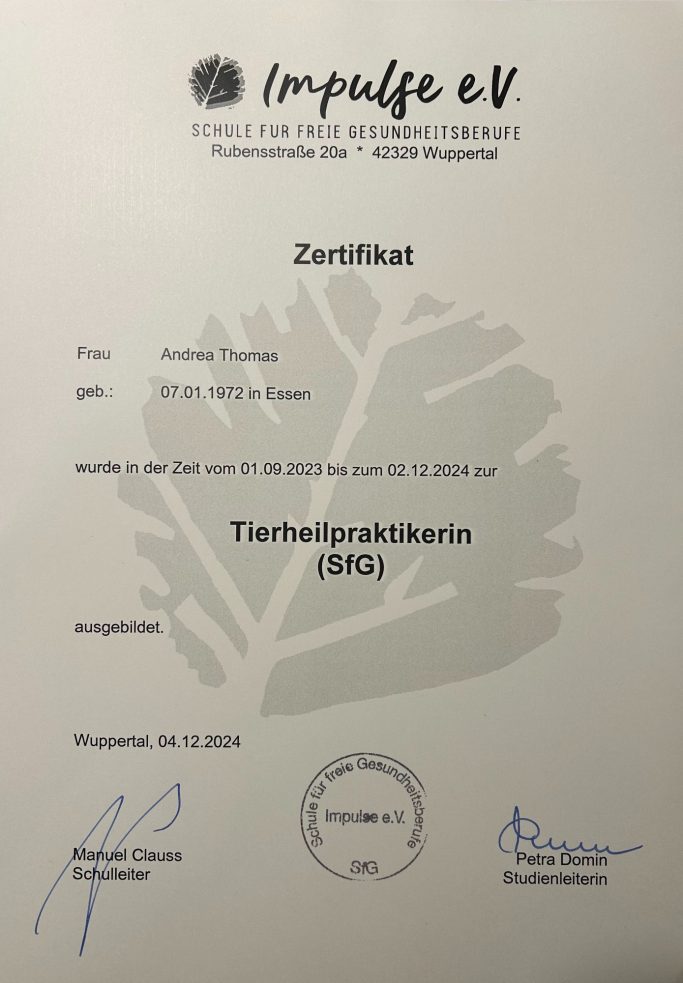 Impulse e.V.
SCHULE FÜR FREIE GESUNDHEITSBERUFE
Rubensstraße 20a * 42329 Wuppertal
Zertifikat
Frau Andrea Thomas
geb.: 07.01.1972 in Essen
wurde in der Zeit vom 01.09.2023 bis zum 02.12.2024 zur
Tierheilpraktikerin
(SfG)
ausgebildet.
Wuppertal, 04.12.2024
Schule für freie Gesundheitsberufe
Impulse e.V.
SfG
Manuel Clauss
Schulleiter
Petra Domin
Studienleiterin